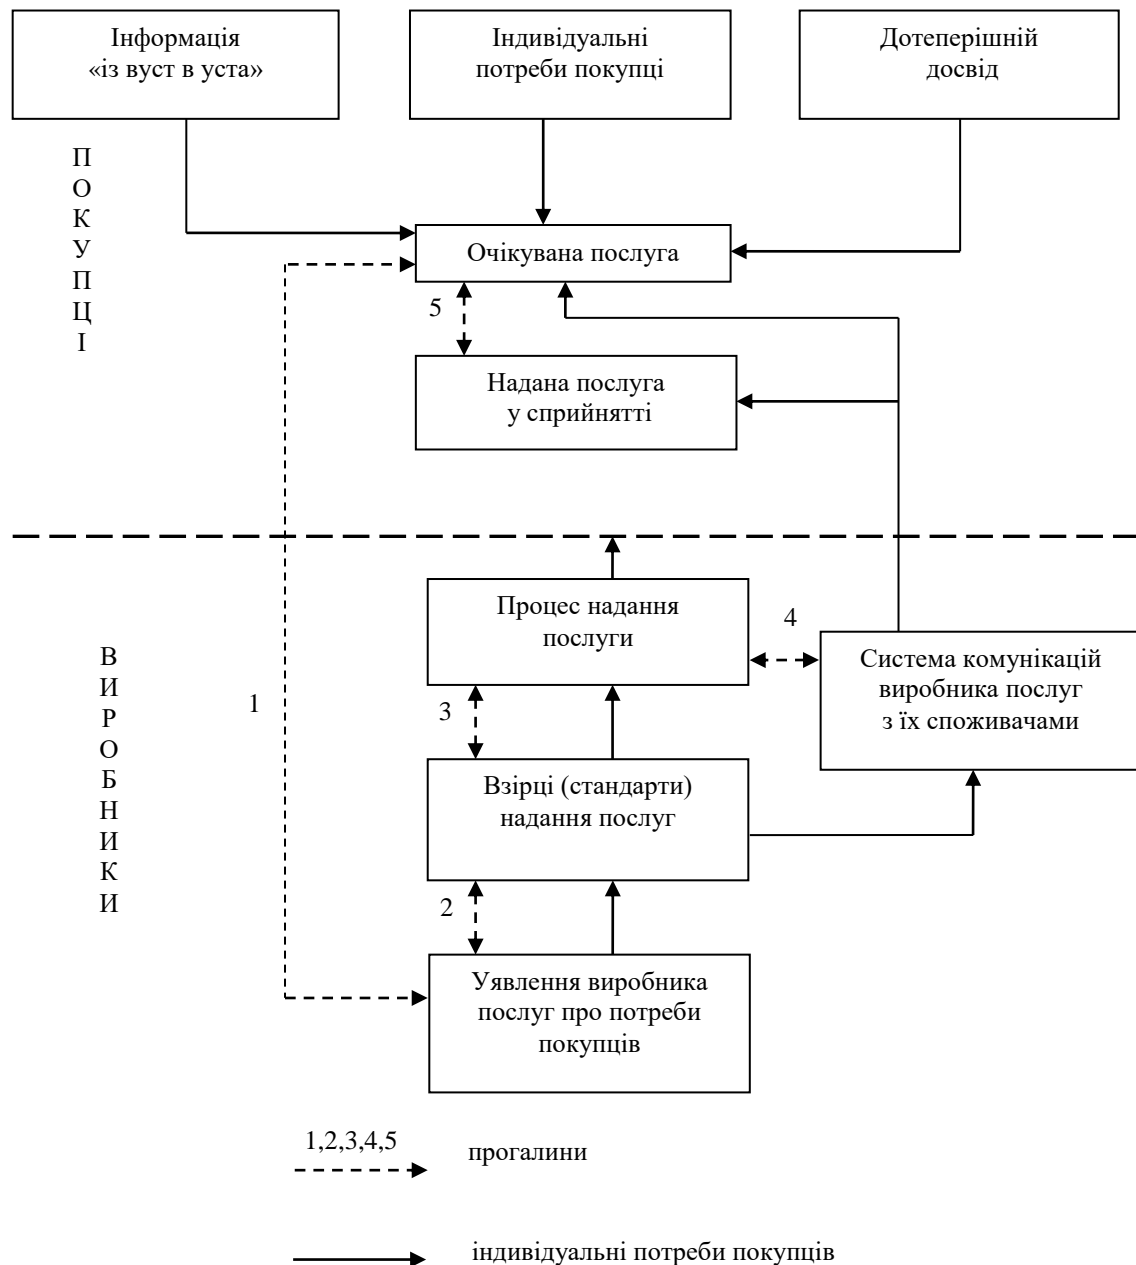 Інформація
«із вуст в уста»
Індивідуальні
потреби покупці
Дотеперішній
досвід
П
О
К
У
П
Ц
І
Очікувана послуга
5
Надана послуга
у сприйнятті
Процес надання
послуги
4
Система комунікацій
виробника послуг
з їх споживачами
В
И
Р
О
Б
Н
И
К
И
1
3
Взірці (стандарти)
надання послуг
2
Уявлення виробника
послуг про потреби
покупців
1,2,3,4,5
прогалини
індивідуальні потреби покупців